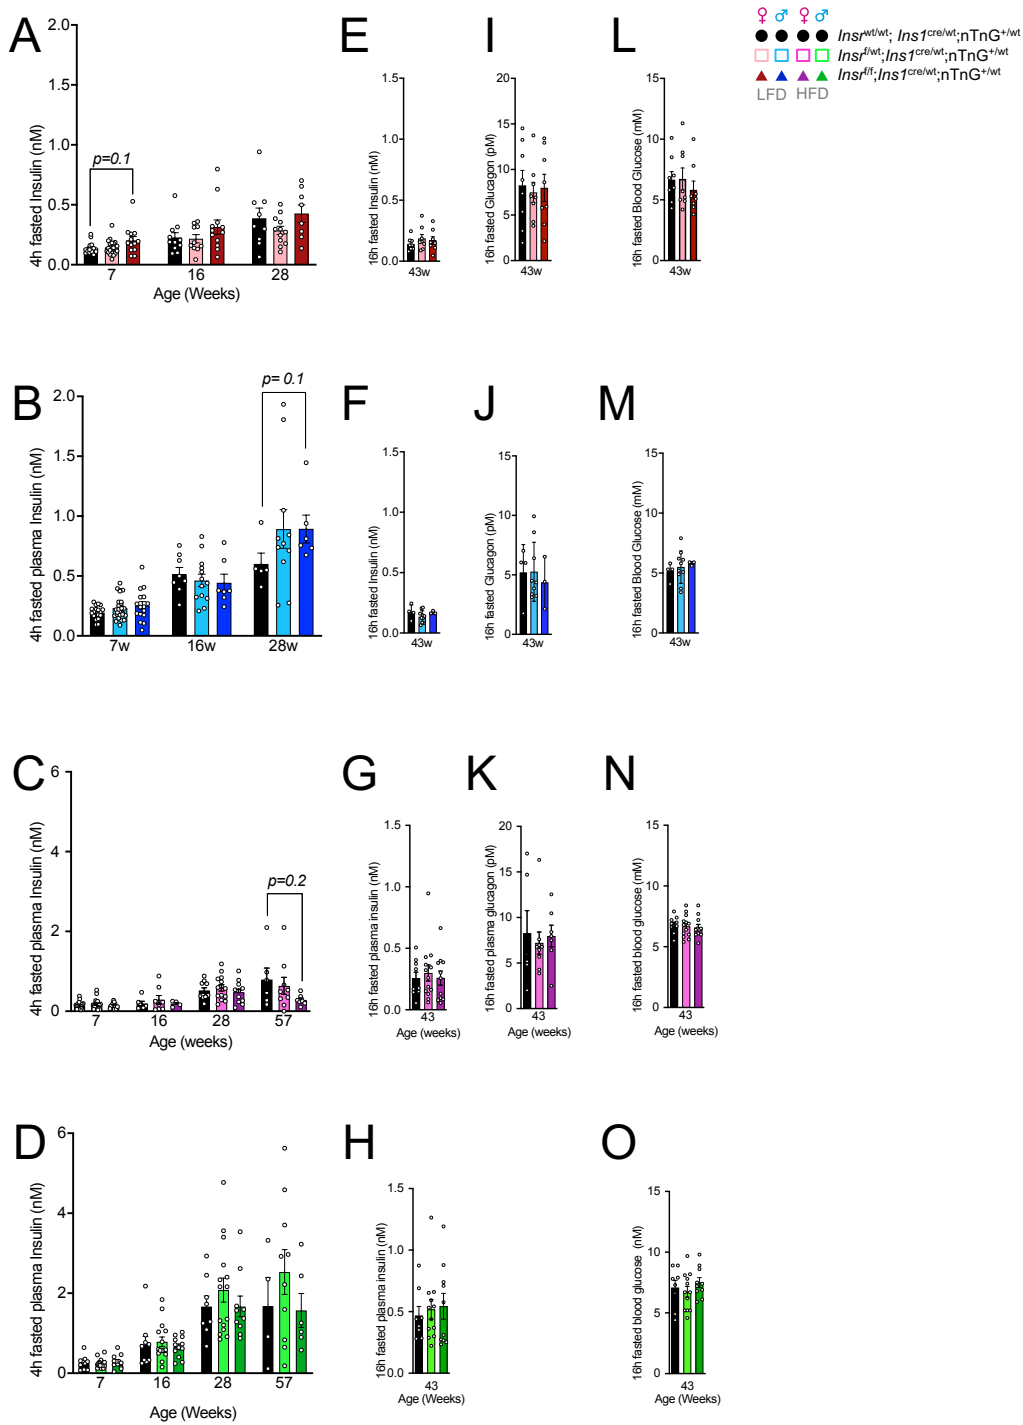 ♀ ♂ ♀ ♂
Insr^wt/wt; Ins1^cre/wt;nTnG^+/wt
Insr^f/wt;Ins1^cre/wt;nTnG^+/wt
Insr^f/f;Ins1^cre/wt;nTnG^+/wt
LFD HFD
A
4h fasted Insulin (nM)
2.0
1.5
1.0
0.5
0.0
p=0.1
7 16 28
Age (Weeks)
E
16h fasted Insulin (nM)
1.5
1.0
0.5
0.0
43w
I
16h fasted Glucagon (pM)
20
15
10
5
0
43w
L
16h fasted Blood Glucose (mM)
15
10
5
0
43w
B
4h fasted plasma Insulin (nM)
2.0
1.5
1.0
0.5
0.0
p= 0.1
7w 16w 28w
F
16h fasted Insulin (nM)
1.5
1.0
0.5
0.0
43w
J
16h fasted Glucagon (pM)
15
10
5
0
43w
M
16h fasted Blood Glucose (mM)
15
10
5
0
43w
C
4h fasted plasma Insulin (nM)
6
4
2
0
p=0.2
7 16 28 57
Age (weeks)
G
16h fasted plasma insulin (nM)
1.5
1.0
0.5
0.0
43
Age (weeks)
K
16h fasted plasma glucagon (pM)
20
15
10
5
0
43
Age (weeks)
N
16h fasted blood glucose (mM)
15
10
5
0
43
Age (weeks)
D
4h fasted plasma Insulin (nM)
6
4
2
0
7 16 28 57
Age (Weeks)
H
16h fasted plasma insulin (nM)
1.5
1.0
0.5
0.0
43
Age (Weeks)
O
16h fasted blood glucose (nM)
15
10
5
0
43
Age (Weeks)